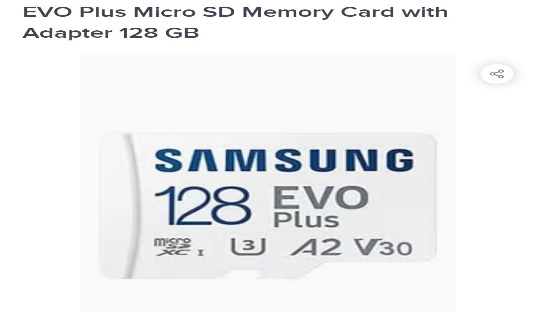 EVO Plus Micro SD Memory Card with
Adapter 128 GB
SAMSUNG
128 EVO
Plus
micro SD XC I U3 A2 V30